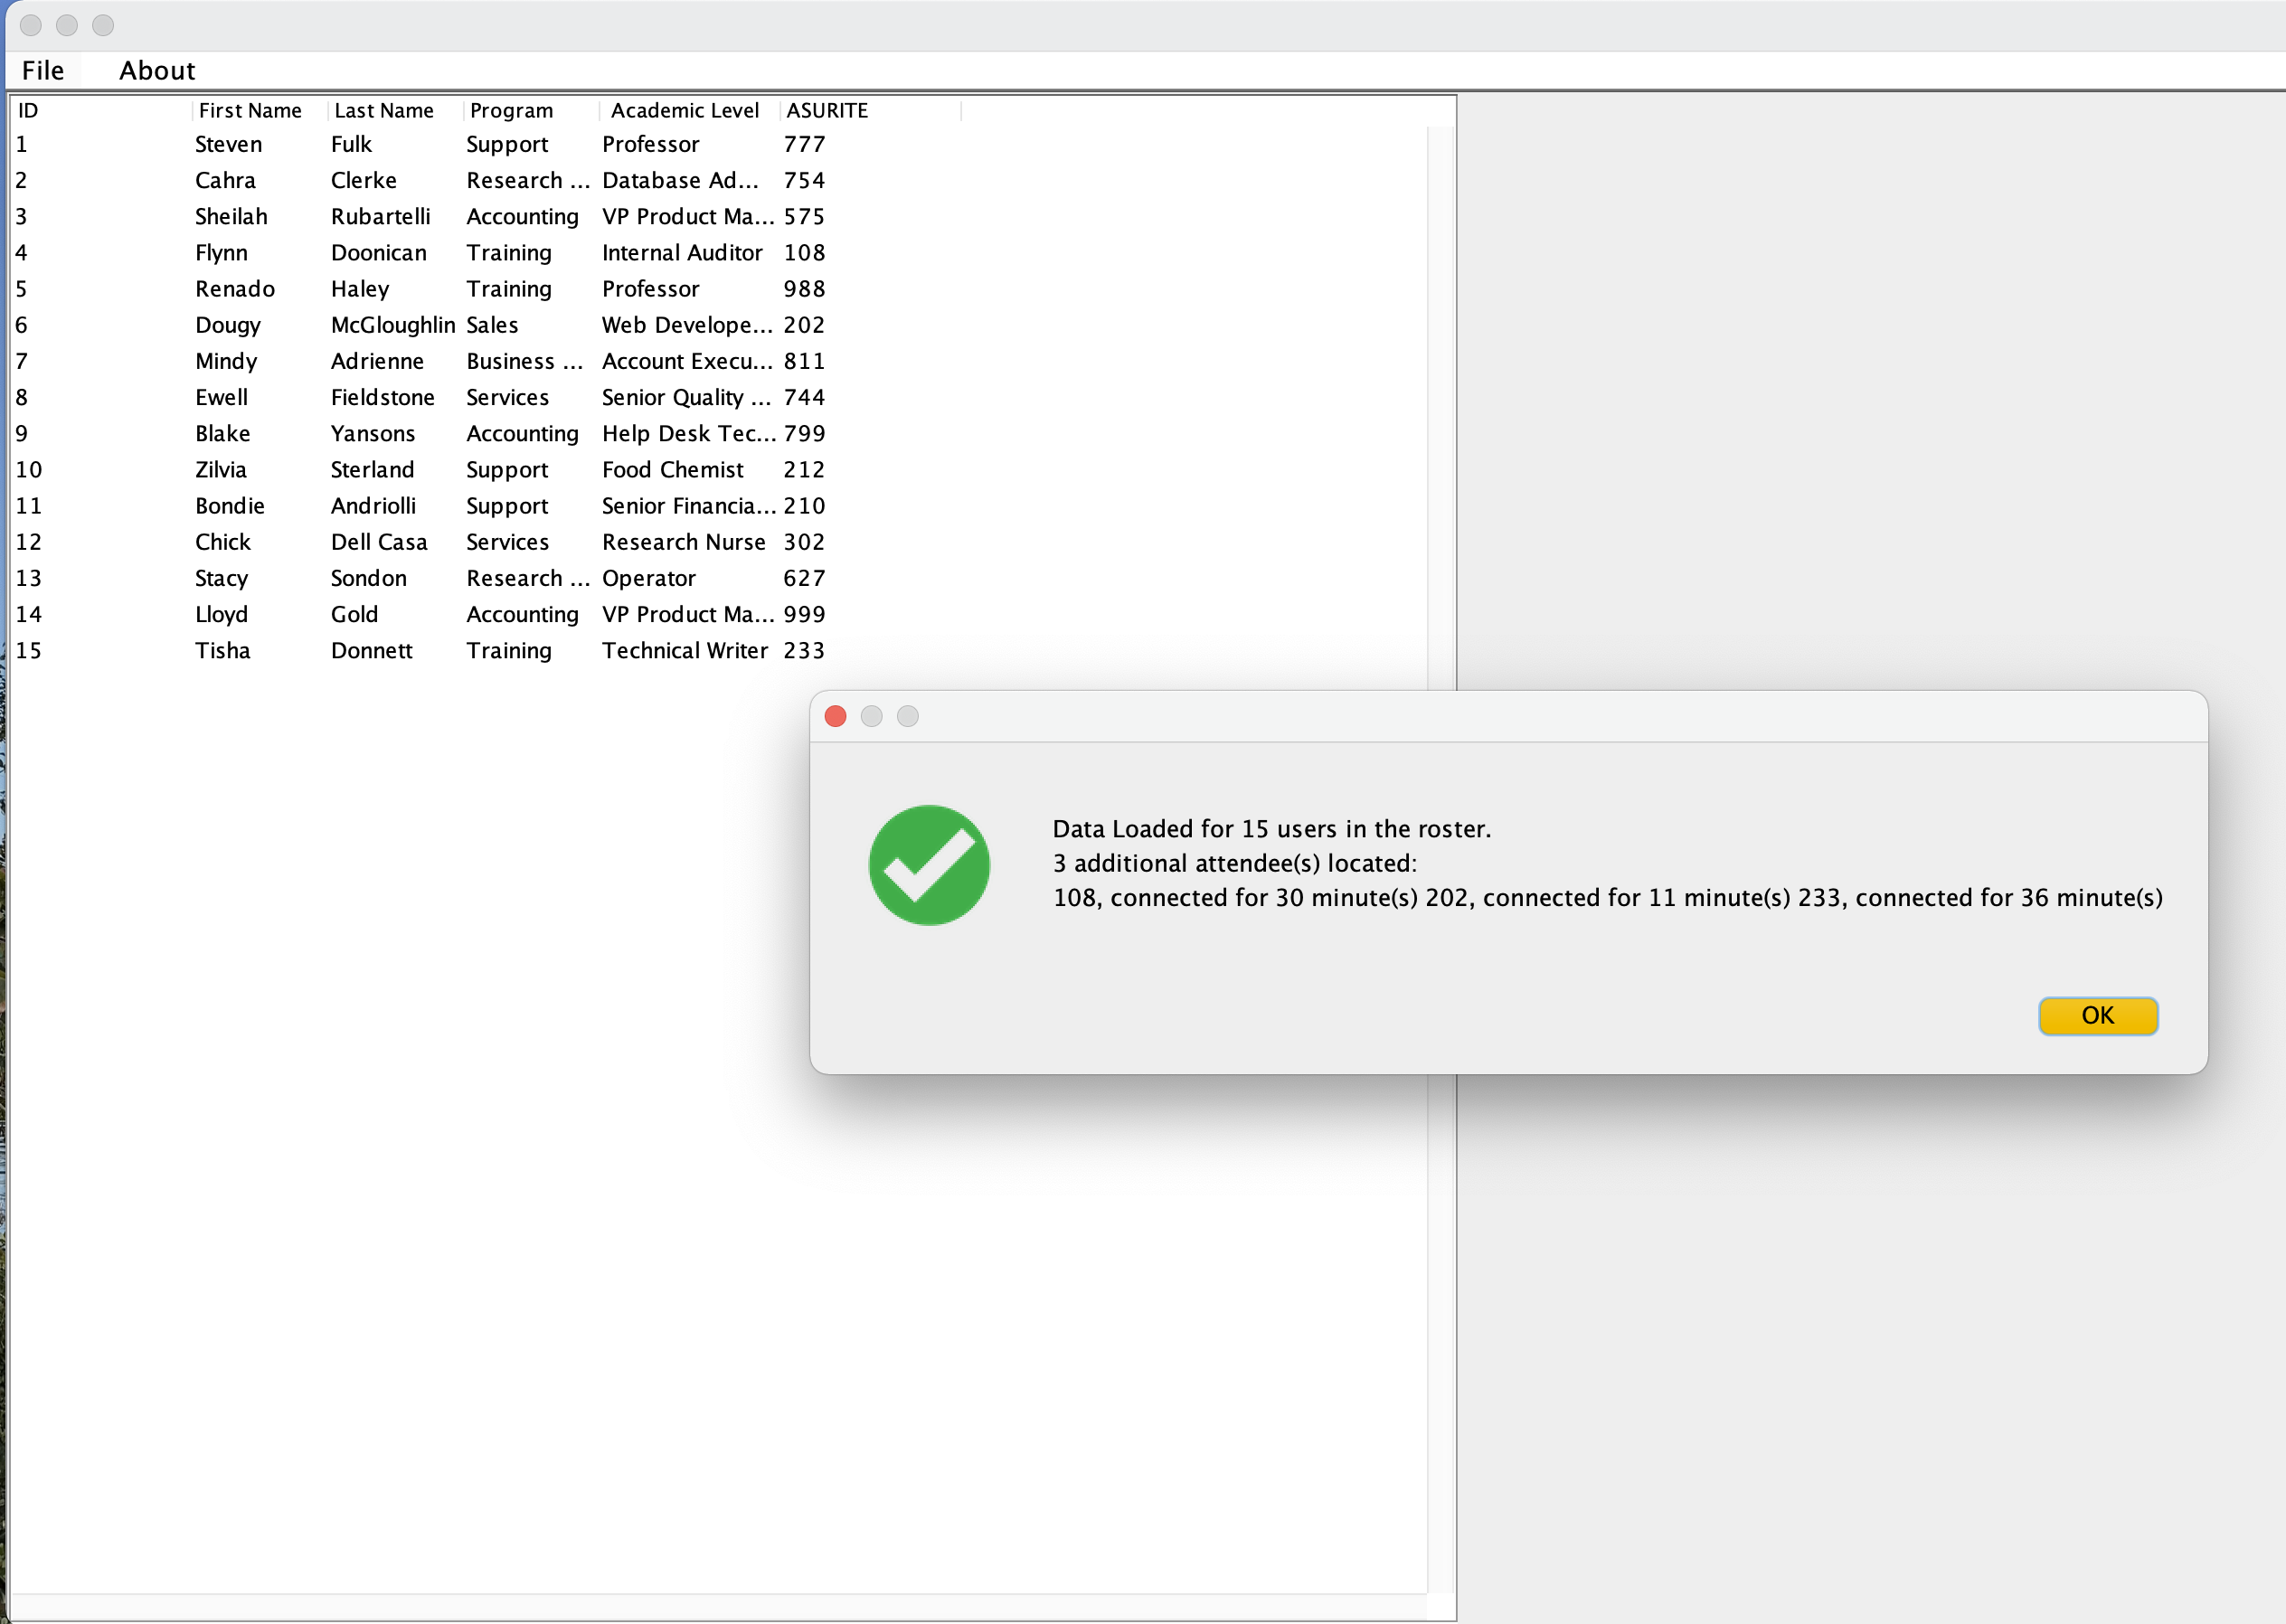 File About
ID First Name Last Name Program Academic Level ASURITE
1 Steven Fulk Support Professor 777
2 Cahra Clerke Research ... Database Ad... 754
3 Sheilah Rubartelli Accounting VP Product Ma... 575
4 Flynn Doonican Training Internal Auditor 108
5 Renado Haley Training Professor 988
6 Dougy McGloughlin Sales Web Develope... 202
7 Mindy Adrienne Business ... Account Execu... 811
8 Ewell Fieldstone Services Senior Quality ... 744
9 Blake Yansons Accounting Help Desk Tec... 799
10 Zilvia Sterland Support Food Chemist 212
11 Bondie Andriolli Support Senior Financia... 210
12 Chick Dell Casa Services Research Nurse 302
13 Stacy Sondon Research ... Operator 627
14 Lloyd Gold Accounting VP Product Ma... 999
15 Tisha Donnett Training Technical Writer 233
Data Loaded for 15 users in the roster.
3 additional attendee(s) located:
108, connected for 30 minute(s) 202, connected for 11 minute(s) 233, connected for 36 minute(s)
OK